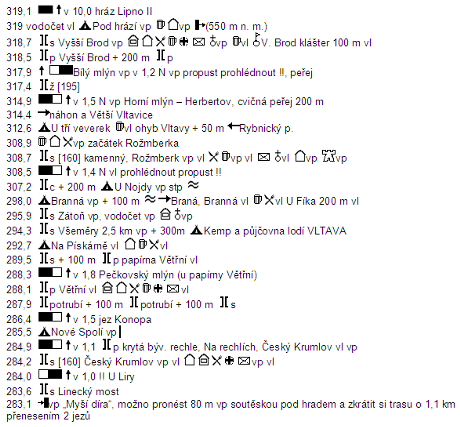 319,1 v 10,0 hráz Lipno II
319 vodočet vl Pod hrází vp vp (550 m n. m.)
318,7 s Vyšší Brod vp vp vl V. Brod klášter 100 m vl
318,5 p Vyšší Brod + 200 m p
317,9 Bílý mlýn vp v 1,2 N vp propust prohlédnout !!, peřej
317,4 ž [195]
314,9 v 1,5 N vp Horní mlýn – Herbertov, cvičná peřej 200 m
314,4 náhon a Větší Vltavice
312,6 U tří veverek vl ohyb Vltavy + 50 m Rybnický p.
308,9 vp začátek Rožmberka
308,7 s [160] kamenný, Rožmberk vp vl vp vl vl vp vp
308,5 v 1,4 N vl prohlédnout propust !!
307,2 c + 200 m U Nojdy vp stp
298,0 Branná vp + 100 m Braná, Branná vl vl U Fíka 200 m vl
295,9 s Zátoň vp, vodočet vp vp
294,3 s Všeměry 2,5 km vp + 300m Kemp a půjčovna lodí VLTAVA
292,7 Na Pískárně vl vl
289,5 s + 100 m p papírna Větřní vl
288,3 v 1,8 Pečkovský mlýn (u papírny Větřní)
288,1 p Větřní vl vl
287,9 potrubí + 100 m potrubí + 100 m s
286,4 v 1,5 jez Konopa
285,5 Nové Spolí vp
284,9 v 1,1 p krytá býv. rechle, Na rechlích, Český Krumlov vl vp
284,2 s [160] Český Krumlov vp vl vp vl
284,0 v 1,0 !! U Liry
283,6 s Linecký most
283,1 vp „Myší díra“, možno pronést 80 m vp soutěskou pod hradem a zkrátit si trasu o 1,1 km
přenesením 2 jezů